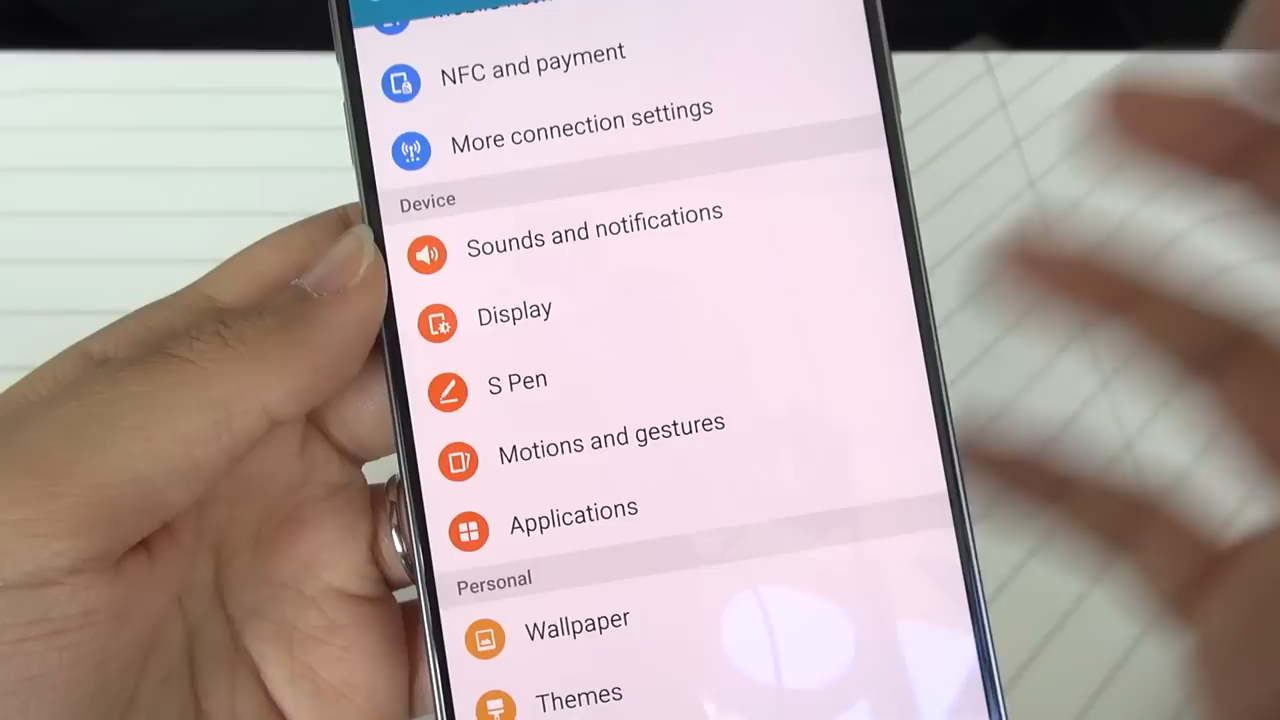 NFC and payment
More connection settings
Device
Sounds and notifications
Display
S Pen
Motions and gestures
Applications
Personal
Wallpaper
Themes